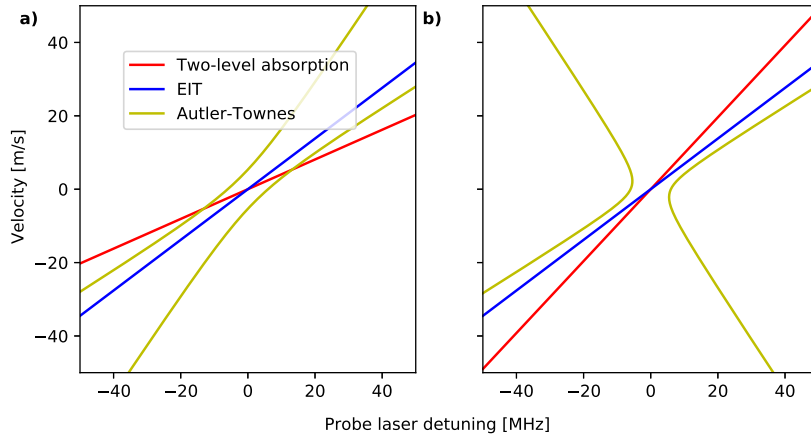 a)
b)
Two-level absorption
EIT
Autler-Townes
Velocity [m/s]
40
20
0
−20
−40
−40 −20 0 20 40
−40 −20 0 20 40
Probe laser detuning [MHz]